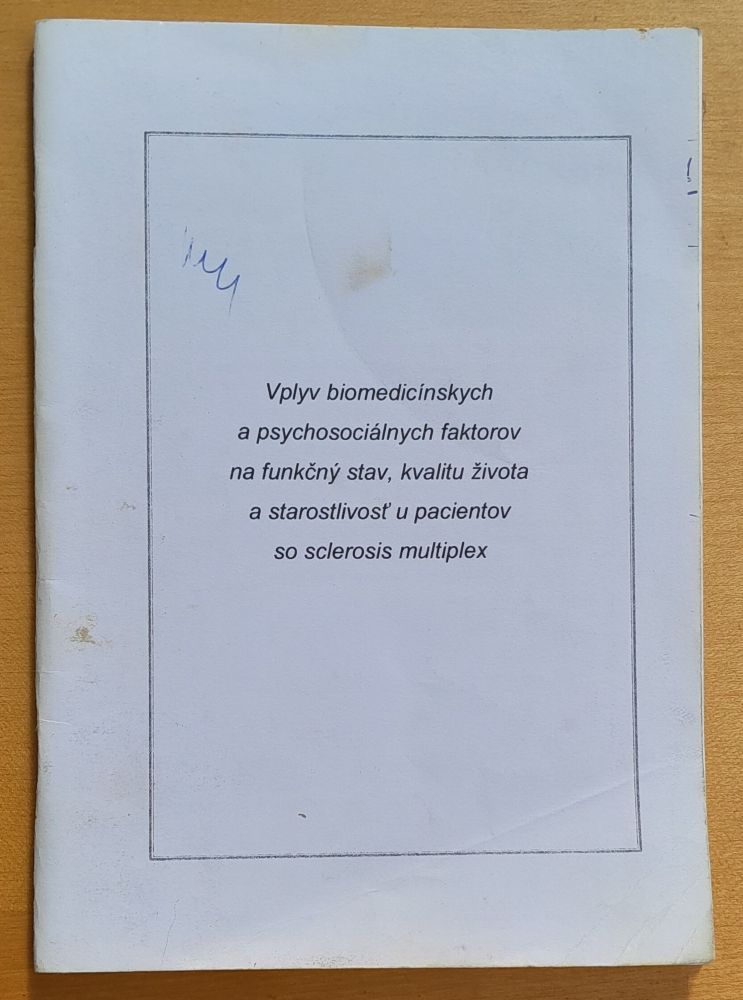 Vplyv biomedicínskych
a psychosociálnych faktorov
na funkčný stav, kvalitu života
a starostlivosť u pacientov
so sclerosis multiplex